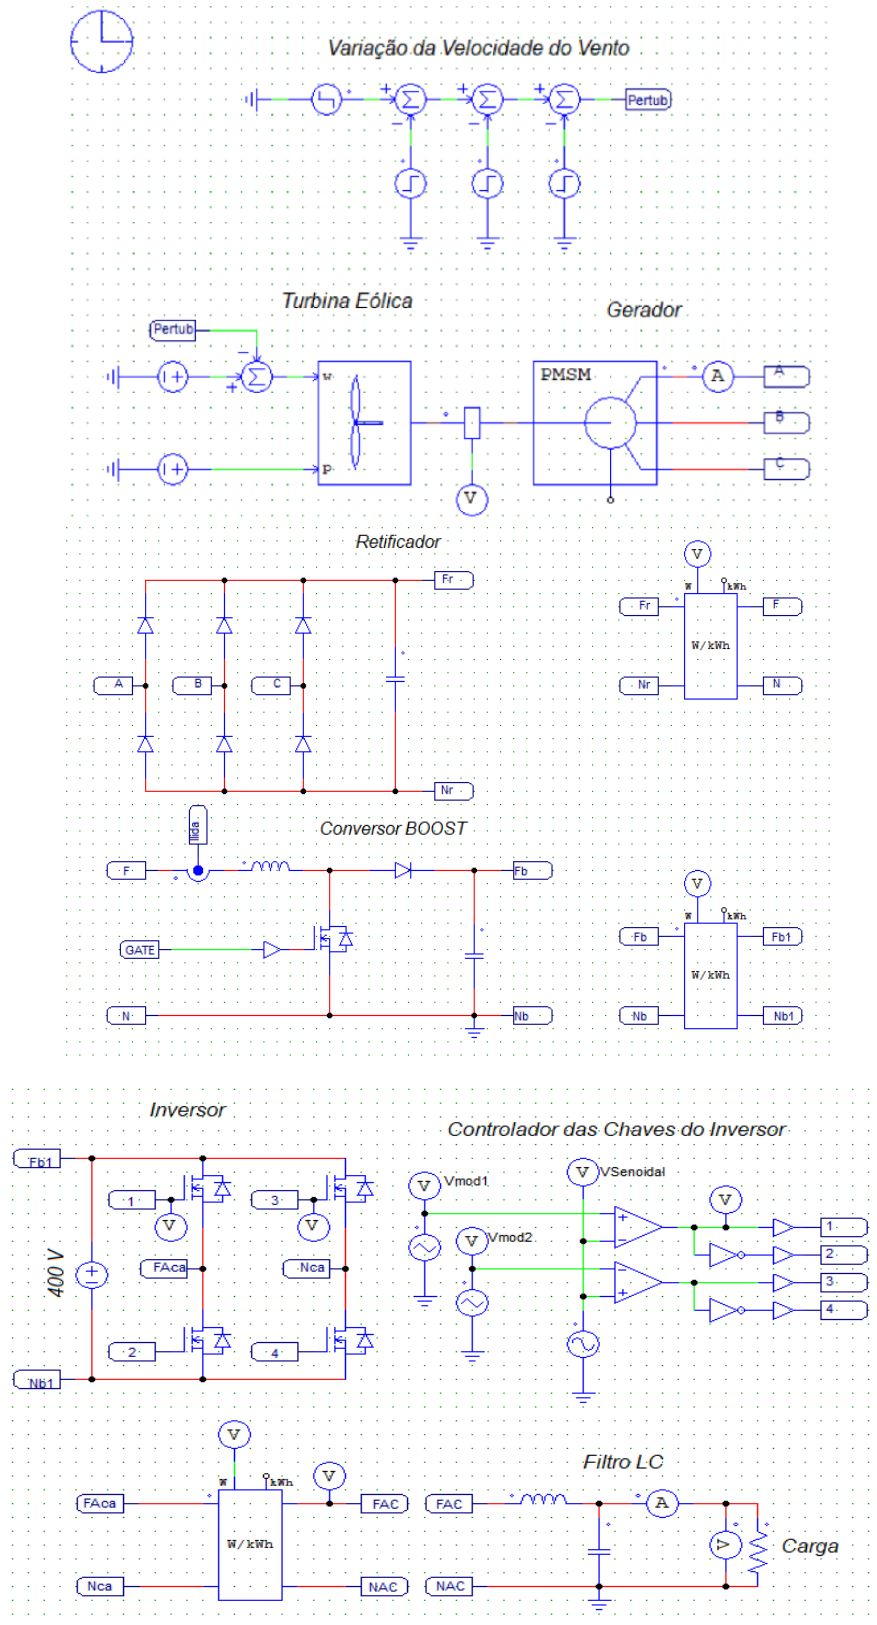 Variação da Velocidade do Vento
+ + +
Pertub
− − −
Turbina Eólica
Gerador
Pertub
−
+
w
PMSM
A
A
B
p
C
V
Retificador
V
W kWh
Fr
Fr
F
W/kWh
A
B
C
Nr
N
Nr
Ilida
Conversor BOOST
F
Fb
V
W kWh
GATE
Fb
Fb1
W/kWh
N
Nb
Nb
Nb1
Inversor
Controlador das Chaves do Inversor
Fb1
V
Vmod1
V
VSenoidal
V
1
3
V
V
V
Vmod2
1
2
3
4
400 V
FAca
Nca
2
4
Nb1
V
Filtro LC
W kWh
V
FAca
FAC
FAC
A
W/kWh
V
Carga
Nca
NAC
NAC